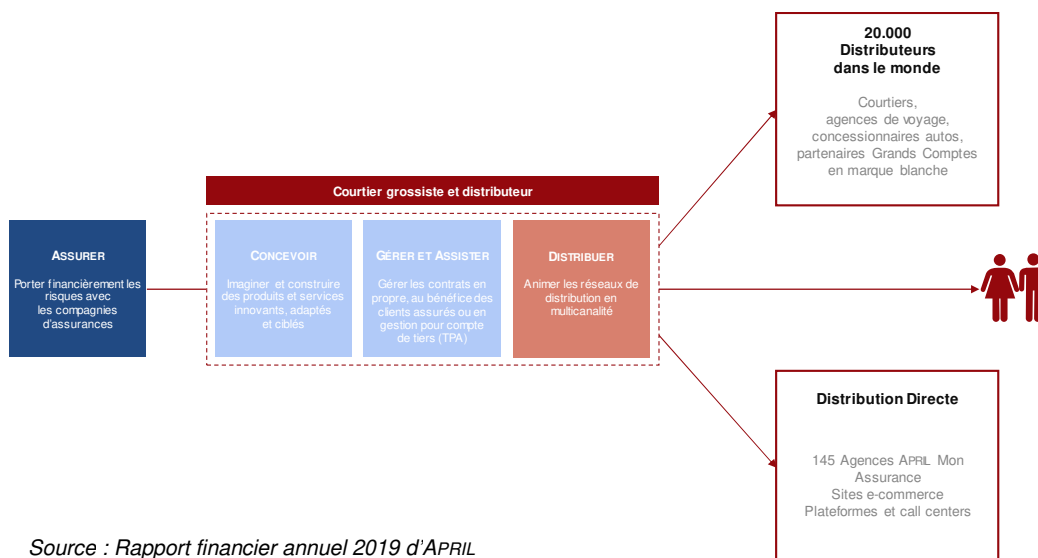 20.000
Distributeurs
dans le monde
Courtiers,
agences de voyage,
concessionnaires autos,
partenaires Grands Comptes
en marque blanche
Courtier grossiste et distributeur
ASSURER
Porter financièrement les
risques avec
les compagnies
d'assurances
CONCEVOIR
Imaginer et construire
des produits et services
innovants, adaptés
et ciblés
GÉRER ET ASSISTER
Gérer les contrats en
propre, au bénéfice des
clients assurés ou en
gestion pour compte
de tiers (TPA)
DISTRIBUER
Animer les réseaux de
distribution en
multicanalité
Distribution Directe
145 Agences APRIL Mon
Assurance
Sites e-commerce
Plateformes et call centers
Source : Rapport financier annuel 2019 d'APRIL